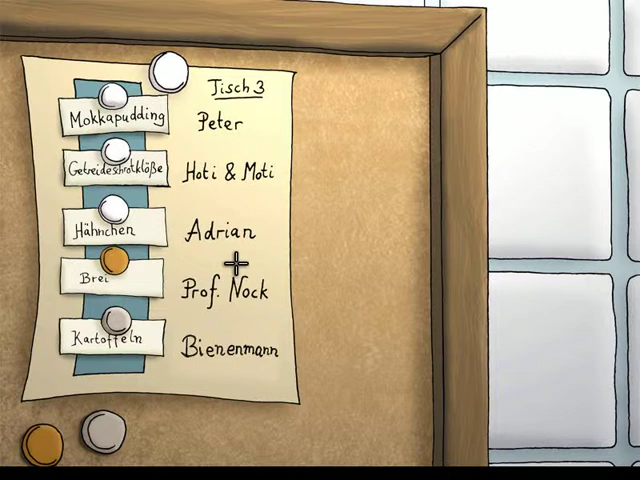 Tisch 3
Mokkapudding Peter
Getreideschrotklöße Hoti & Moti
Hähnchen Adrian
Brei Prof. Nock
Kartoffeln Bienenmann